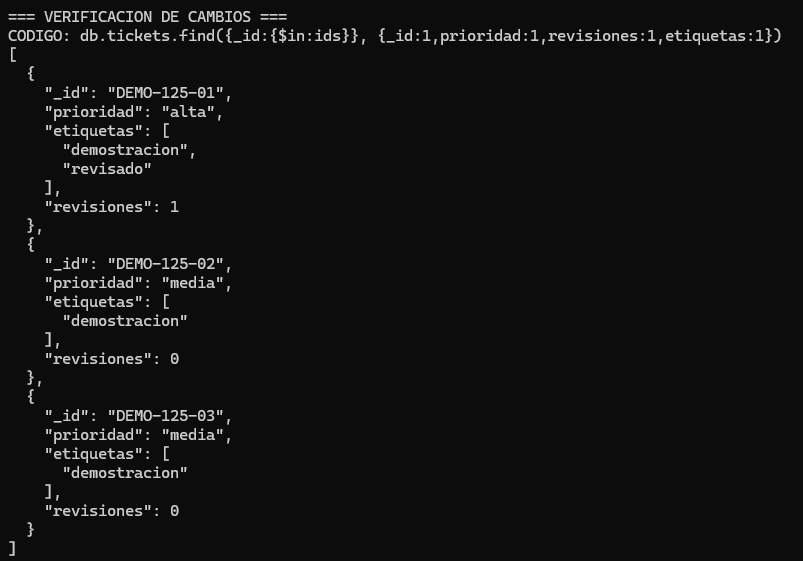 === VERIFICACION DE CAMBIOS ===
CODIGO: db.tickets.find({_id:{$in:ids}}, {_id:1,prioridad:1,revisiones:1,etiquetas:1})
[
  {
    "_id": "DEMO-125-01",
    "prioridad": "alta",
    "etiquetas": [
      "demostracion",
      "revisado"
    ],
    "revisiones": 1
  },
  {
    "_id": "DEMO-125-02",
    "prioridad": "media",
    "etiquetas": [
      "demostracion"
    ],
    "revisiones": 0
  },
  {
    "_id": "DEMO-125-03",
    "prioridad": "media",
    "etiquetas": [
      "demostracion"
    ],
    "revisiones": 0
  }
]